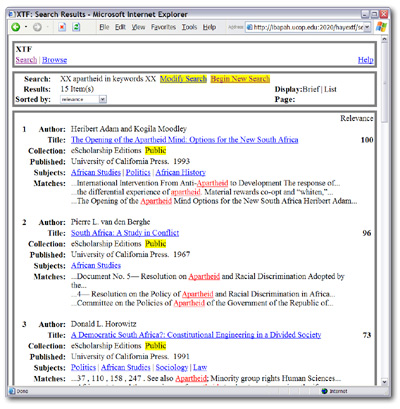 XTF: Search Results - Microsoft Internet Explorer
File Edit View Favorites Tools Help
XTF
Search | Browse Help
Search: XX apartheid in keywords XX Modify Search Begin New Search
Results: 15 Item(s) Display:Brief | List
Sorted by: relevance Page:
Relevance
1 Author: Heribert Adam and Kogila Moodley
Title: The Opening of the Apartheid Mind: Options for the New South Africa 100
Collection: eScholarship Editions Public
Published: University of California Press. 1993
Subjects: African Studies | Politics | African History
Matches: ...International Intervention From Anti-Apartheid to Development The response of...
...the differential experience of apartheid. Material rewards co-opt and “whiten,”...
...The Opening of the Apartheid Mind Options for the New South Africa Heribert Adam...
2 Author: Pierre L. van den Berghe
Title: South Africa: A Study in Conflict 96
Collection: eScholarship Editions Public
Published: University of California Press. 1967
Subjects: African Studies
Matches: ...Document No. 5— Resolution on Apartheid and Racial Discrimination Adopted by
the...
...4— Resolution on the Policy of Apartheid and Racial Discrimination in Africa...
...Committee on the Policies of Apartheid of the Government of the Republic of...
3 Author: Donald L. Horowitz
Title: A Democratic South Africa?: Constitutional Engineering in a Divided Society 73
Collection: eScholarship Editions Public
Published: University of California Press. 1991
Subjects: Politics | African Studies | Sociology | Law
Matches: ...37 , 110 , 158 , 247 . See also Apartheid; Minority group rights Human Sciences...
Done Internet